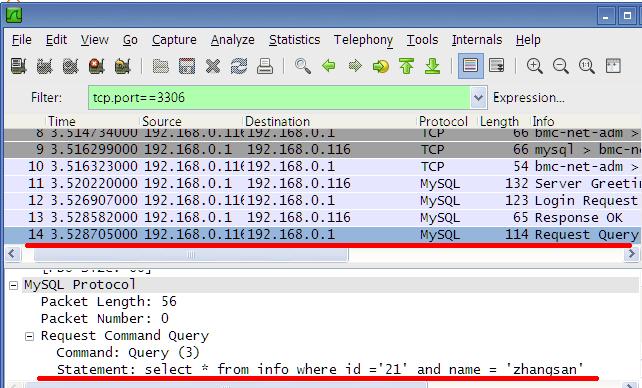 File Edit View Go Capture Analyze Statistics Telephony Tools Internals Help
Filter: tcp.port==3306 Expression...
Time Source Destination Protocol Length Info
8 3.514734000 192.168.0.116 192.168.0.1 TCP 66 bmc-net-adm >
9 3.516299000 192.168.0.1 192.168.0.116 TCP 66 mysql > bmc-n
10 3.516323000 192.168.0.116 192.168.0.1 TCP 54 bmc-net-adm >
11 3.520220000 192.168.0.1 192.168.0.116 MySQL 132 Server Greetin
12 3.526907000 192.168.0.116 192.168.0.1 MySQL 123 Login Request
13 3.528582000 192.168.0.1 192.168.0.116 MySQL 65 Response OK
14 3.528705000 192.168.0.116 192.168.0.1 MySQL 114 Request Query
MySQL Protocol
Packet Length: 56
Packet Number: 0
Request Command Query
Command: Query (3)
Statement: select * from info where id ='21' and name = 'zhangsan'